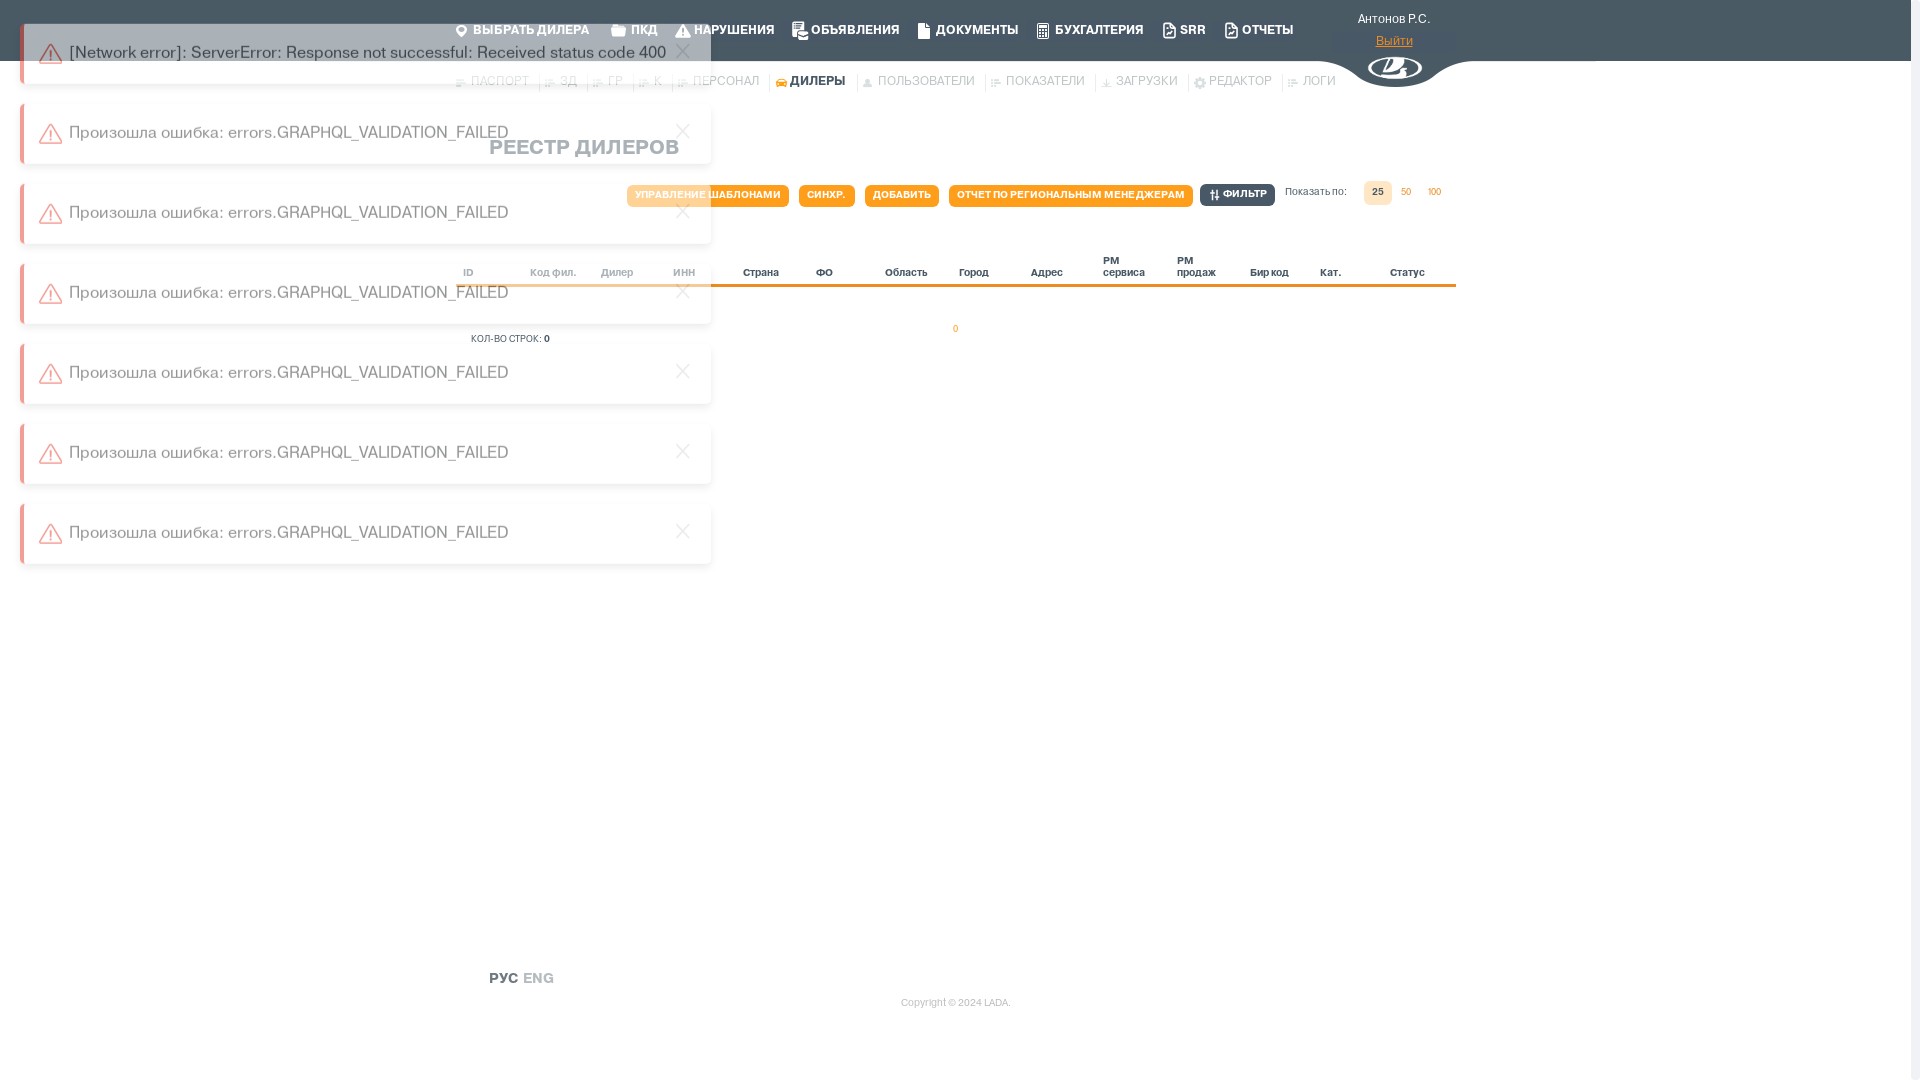 ВЫБРАТЬ ДИЛЕРА ПКД НАРУШЕНИЯ ОБЪЯВЛЕНИЯ ДОКУМЕНТЫ БУХГАЛТЕРИЯ SRR ОТЧЕТЫ
Антонов Р.С.
Выйти
[Network error]: ServerError: Response not successful: Received status code 400
ПАСПОРТ ЗД ГР К ПЕРСОНАЛ ДИЛЕРЫ ПОЛЬЗОВАТЕЛИ ПОКАЗАТЕЛИ ЗАГРУЗКИ РЕДАКТОР ЛОГИ
Произошла ошибка: errors.GRAPHQL_VALIDATION_FAILED
РЕЕСТР ДИЛЕРОВ
УПРАВЛЕНИЕ ШАБЛОНАМИ СИНХР. ДОБАВИТЬ ОТЧЕТ ПО РЕГИОНАЛЬНЫМ МЕНЕДЖЕРАМ ФИЛЬТР Показать по: 25 50 100
Произошла ошибка: errors.GRAPHQL_VALIDATION_FAILED
ID Код фил. Дилер ИНН Страна ФО Область Город Адрес РМ сервиса РМ продаж Бир код Кат. Статус
Произошла ошибка: errors.GRAPHQL_VALIDATION_FAILED
0
КОЛ-ВО СТРОК: 0
Произошла ошибка: errors.GRAPHQL_VALIDATION_FAILED
Произошла ошибка: errors.GRAPHQL_VALIDATION_FAILED
Произошла ошибка: errors.GRAPHQL_VALIDATION_FAILED
РУС ENG
Copyright © 2024 LADA.